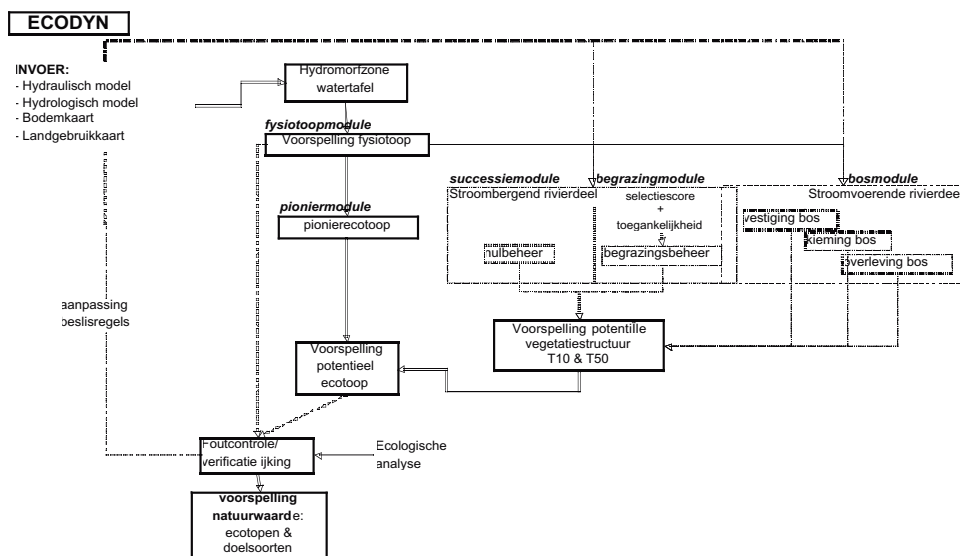 ECODYN
INVOER:
- Hydraulisch model
- Hydrologisch model
- Bodemkaart
- Landgebruikkaart
Hydromorfzone
watertafel
fysiotoopmodule
Voorspelling fysiotoop
successiemodule
begrazingmodule
bosmodule
Stroombergend rivierdeel
selectiescore
+
toegankelijkheid
Stroomvoerende rivierdeel
pioniermodule
pionierecotoop
nulbeheer
begrazingsbeheer
vestiging bos
kieming bos
overleving bos
aanpassing
beslisregels
Voorspelling potentiële
vegetatiestructuur
T10 & T50
Voorspelling
potentieel
ecotoop
Foutcontrole/
verificatie ijking
Ecologische
analyse
voorspelling
natuurwaarde:
ecotopen &
doelsoorten